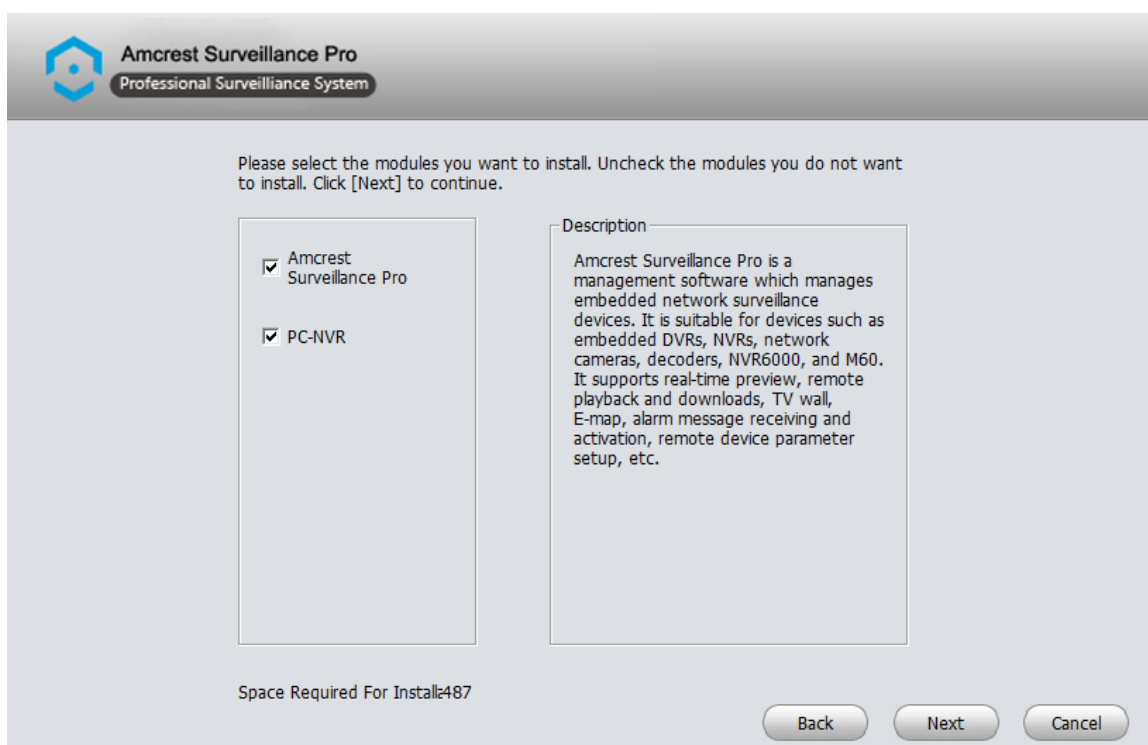 Amcrest Surveillance Pro
Professional Surveilliance System
Please select the modules you want to install. Uncheck the modules you do not want
to install. Click [Next] to continue.
Amcrest
Surveillance Pro
PC-NVR
Description
Amcrest Surveillance Pro is a
management software which manages
embedded network surveillance
devices. It is suitable for devices such as
embedded DVRs, NVRs, network
cameras, decoders, NVR6000, and M60.
It supports real-time preview, remote
playback and downloads, TV wall,
E-map, alarm message receiving and
activation, remote device parameter
setup, etc.
Space Required For Install 487
Back
Next
Cancel